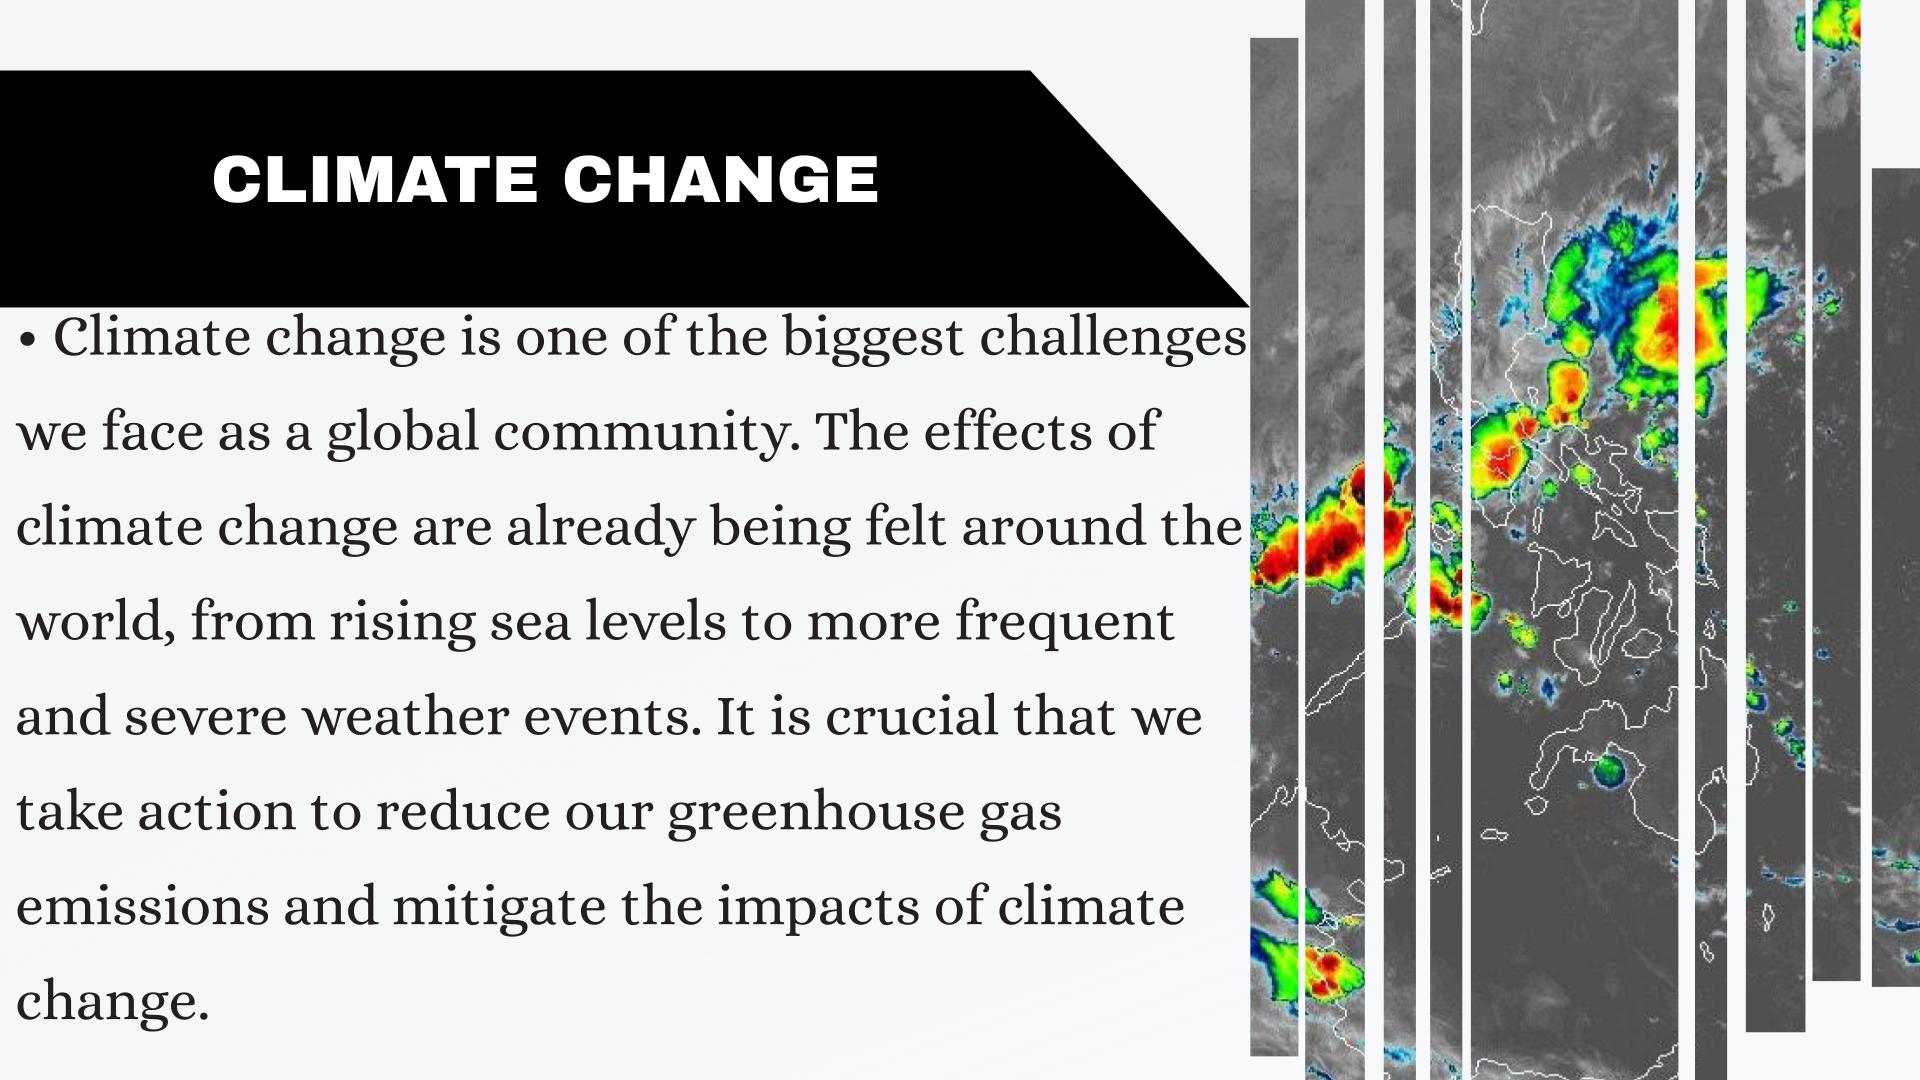 CLIMATE CHANGE
• Climate change is one of the biggest challenges
we face as a global community. The effects of
climate change are already being felt around the
world, from rising sea levels to more frequent
and severe weather events. It is crucial that we
take action to reduce our greenhouse gas
emissions and mitigate the impacts of climate
change.